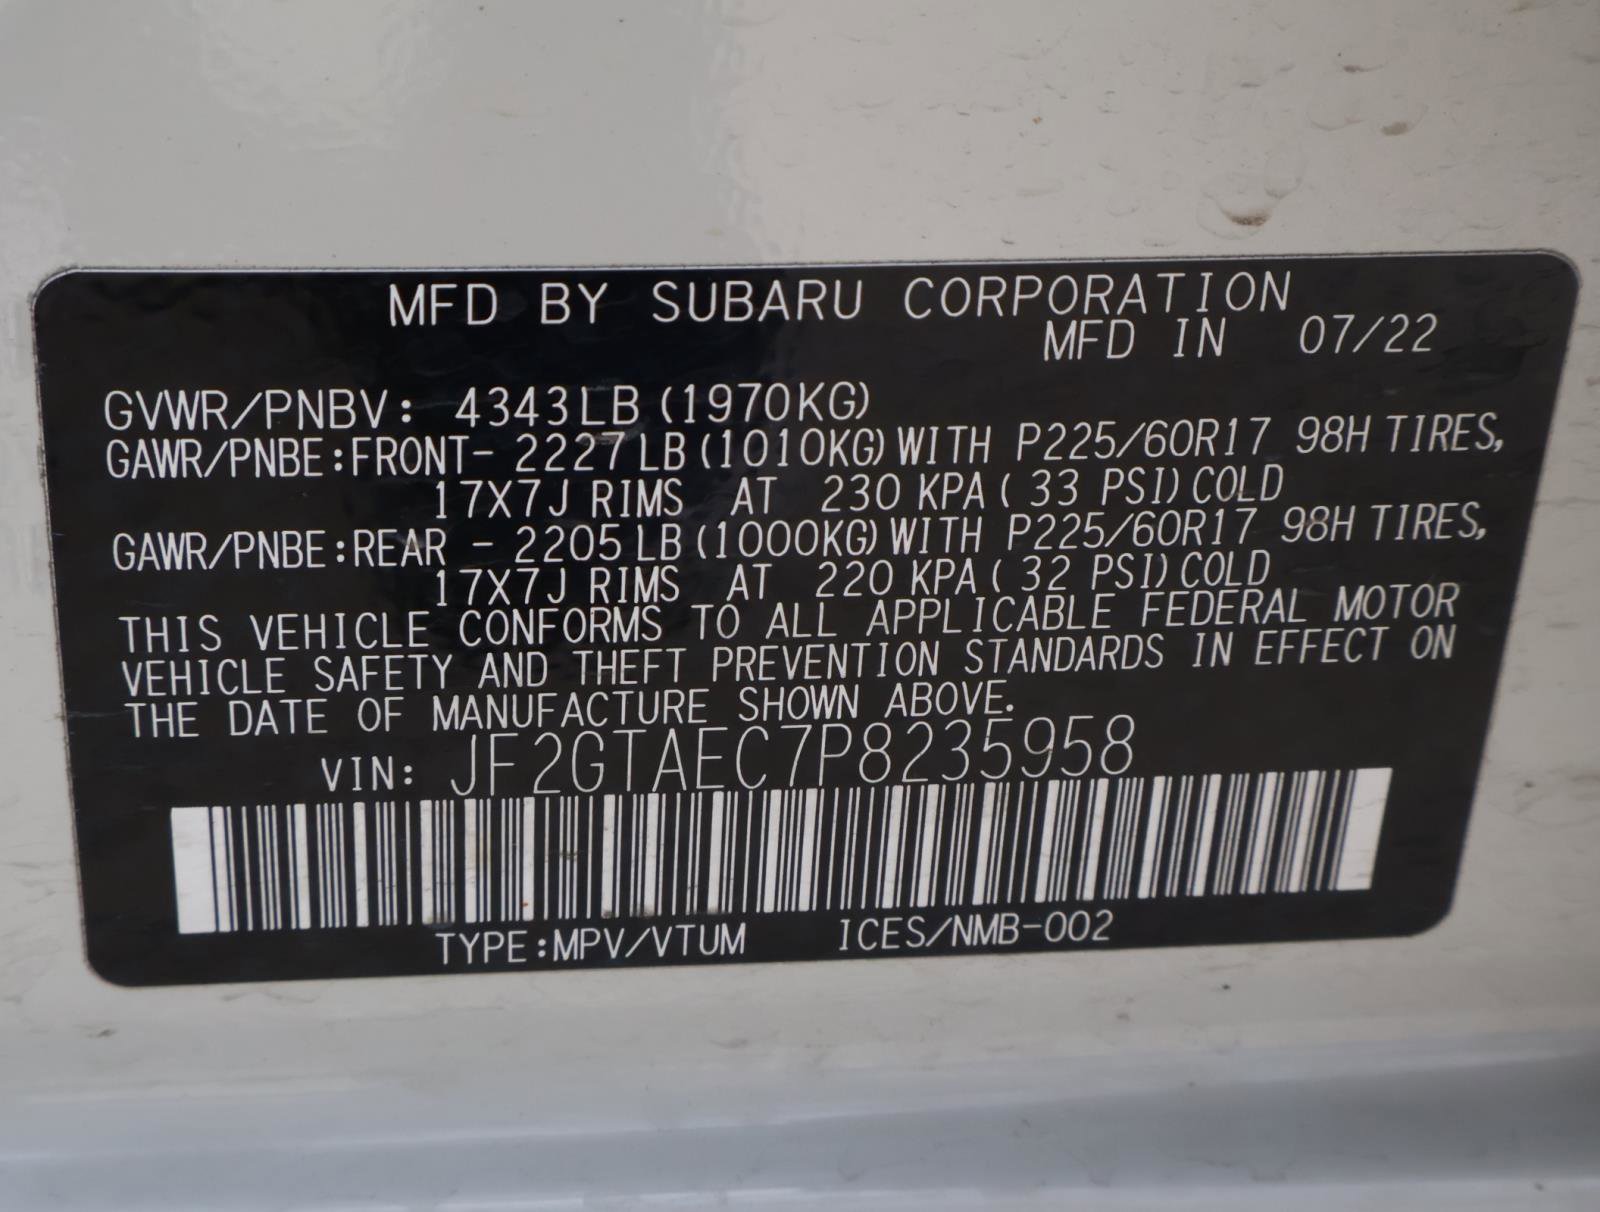 MFD BY SUBARU CORPORATION
MFD IN 07/22
GVWR/PNBV: 4343LB (1970KG)
GAWR/PNBE:FRONT- 2227LB (1010KG) WITH P225/60R17 98H TIRES,
17X7J RIMS AT 230 KPA ( 33 PSI) COLD
GAWR/PNBE:REAR - 2205LB (1000KG) WITH P225/60R17 98H TIRES,
17X7J RIMS AT 220 KPA ( 32 PSI) COLD
THIS VEHICLE CONFORMS TO ALL APPLICABLE FEDERAL MOTOR
VEHICLE SAFETY AND THEFT PREVENTION STANDARDS IN EFFECT ON
THE DATE OF MANUFACTURE SHOWN ABOVE.
VIN: JF2GTAEC7P8235958
TYPE:MPV/VTUM ICES/NMB-002